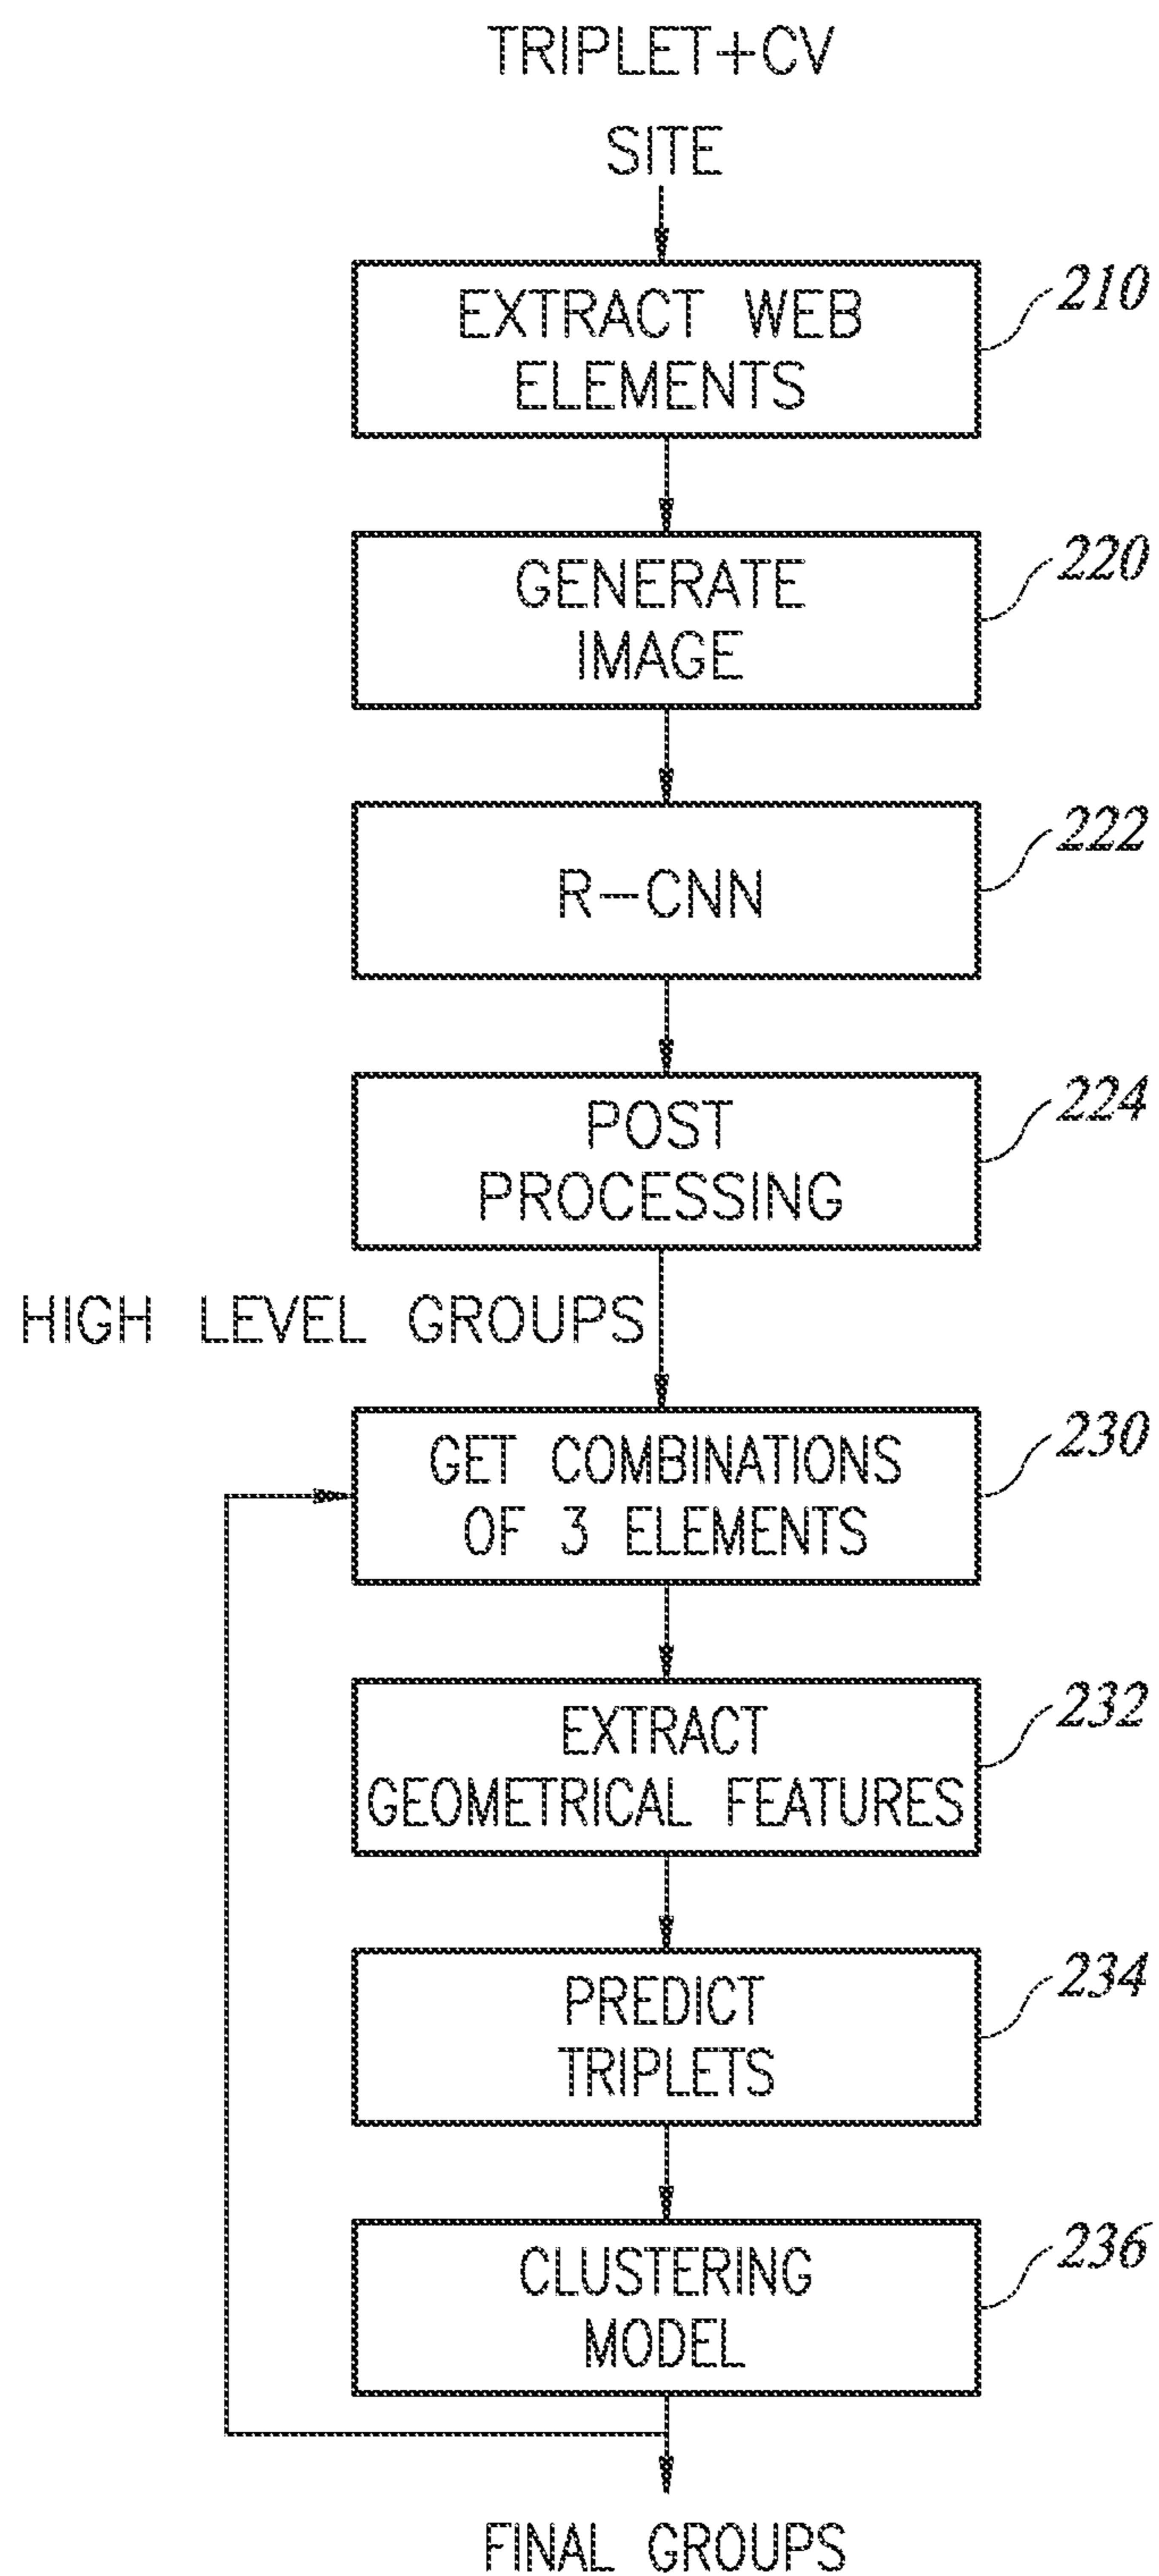 TRIPLET+CV
SITE
EXTRACT WEB
ELEMENTS
210
GENERATE
IMAGE
220
R-CNN
222
POST
PROCESSING
224
HIGH LEVEL GROUPS
GET COMBINATIONS
OF 3 ELEMENTS
230
EXTRACT
GEOMETRICAL FEATURES
232
PREDICT
TRIPLETS
234
CLUSTERING
MODEL
236
FINAL GROUPS